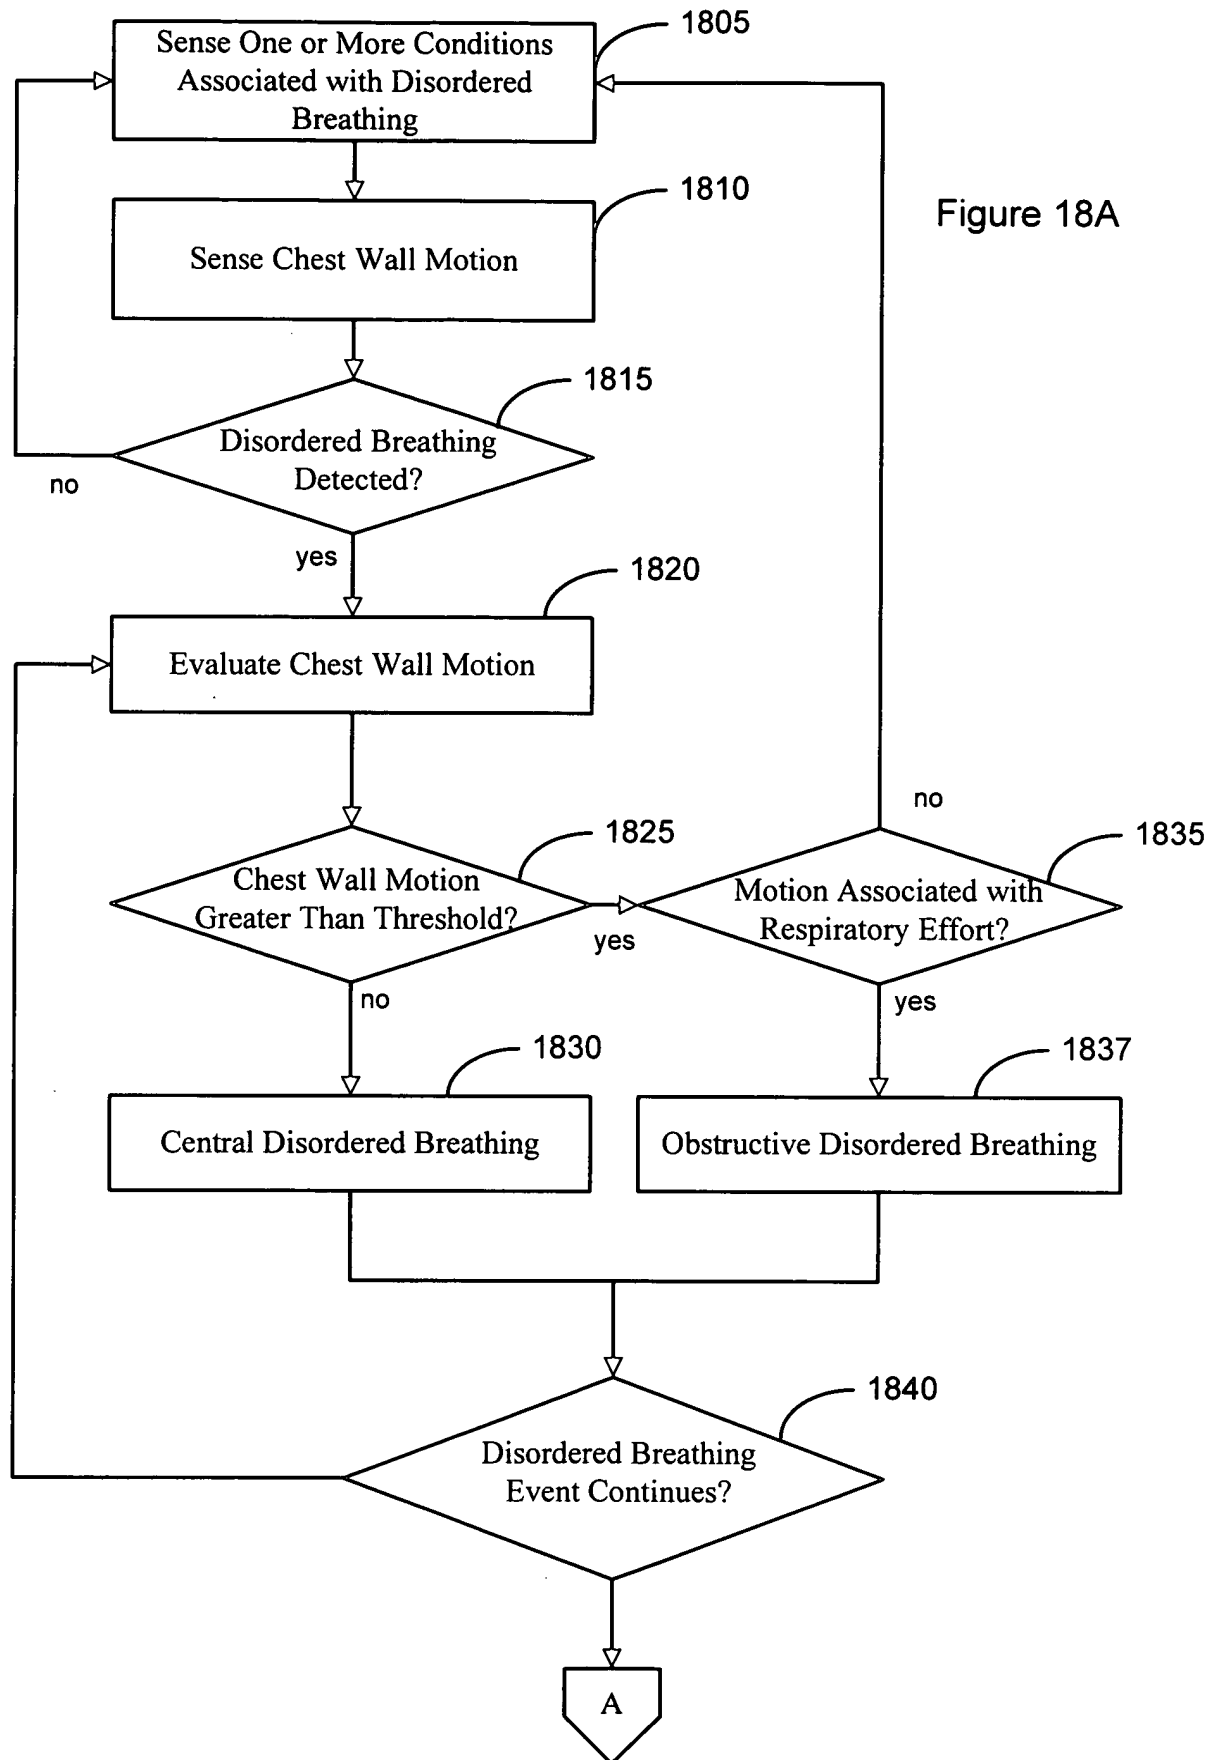 1805
Sense One or More Conditions
Associated with Disordered
Breathing
1810
Figure 18A
Sense Chest Wall Motion
1815
Disordered Breathing
Detected?
no
yes
1820
Evaluate Chest Wall Motion
no
1825
1835
Chest Wall Motion
Greater Than Threshold?
Motion Associated with
Respiratory Effort?
yes
no
yes
1830
1837
Central Disordered Breathing
Obstructive Disordered Breathing
1840
Disordered Breathing
Event Continues?
A